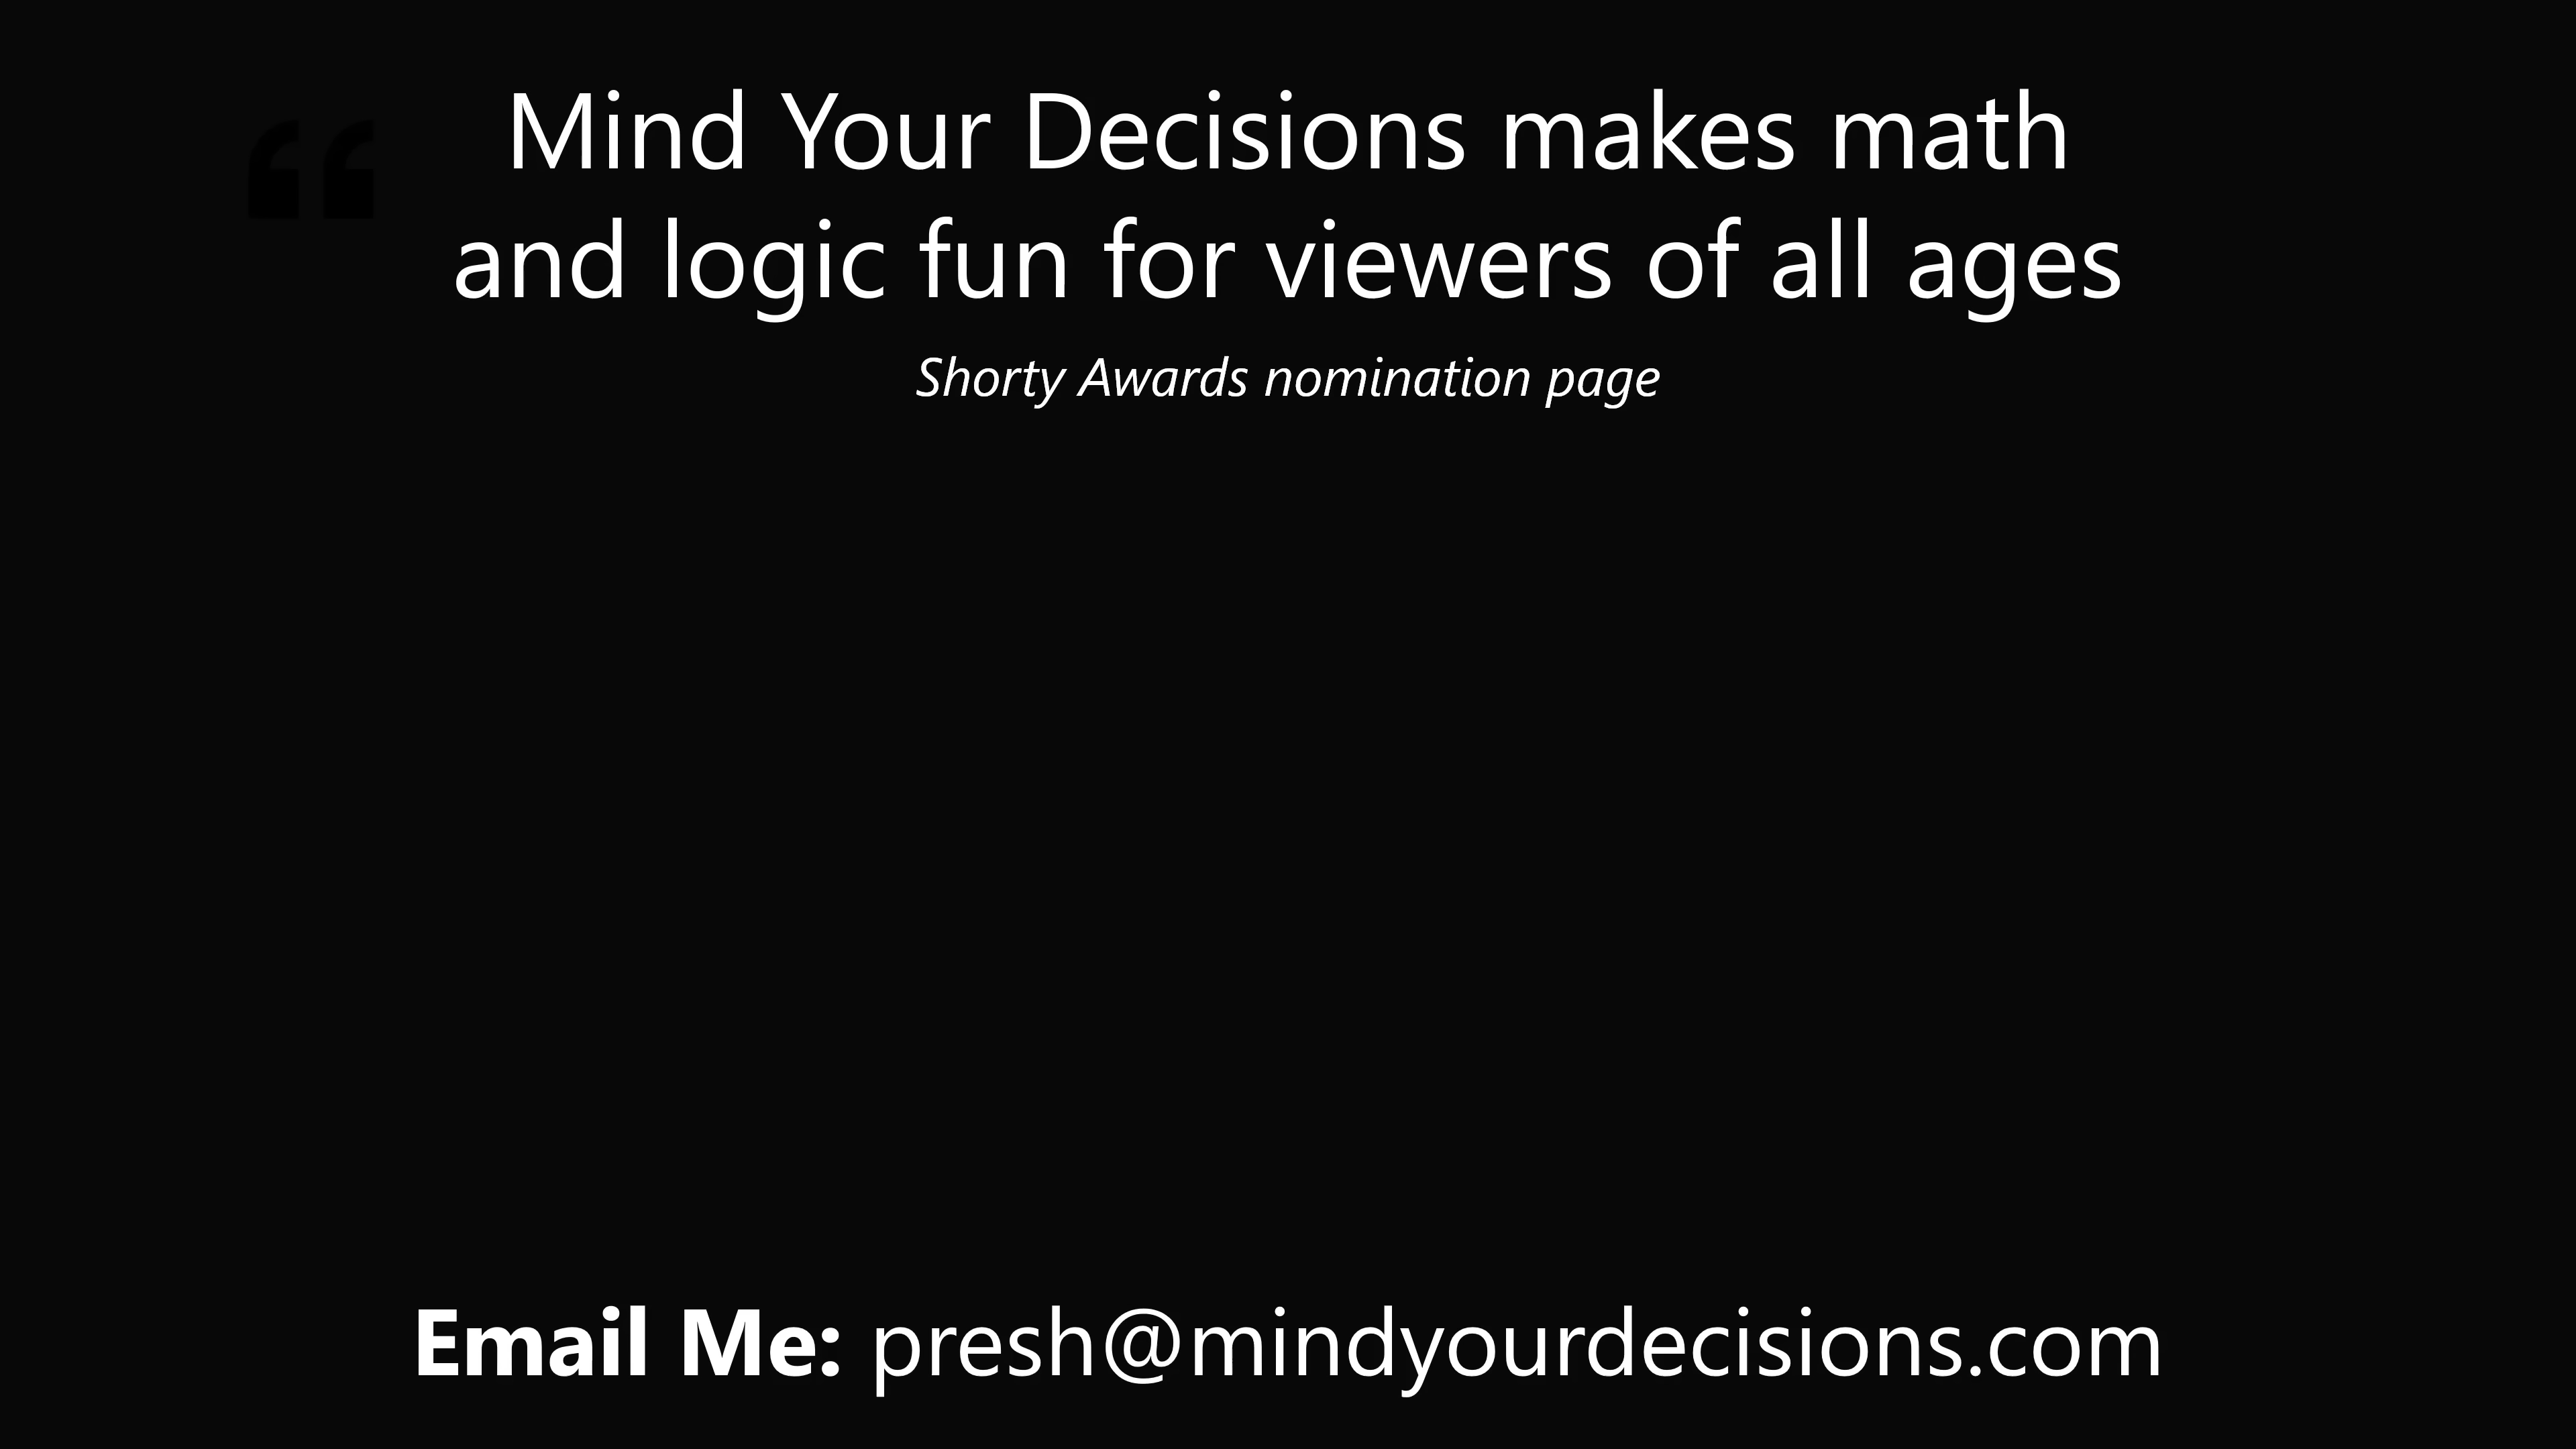 “
Mind Your Decisions makes math
and logic fun for viewers of all ages
Shorty Awards nomination page
Email Me: presh@mindyourdecisions.com